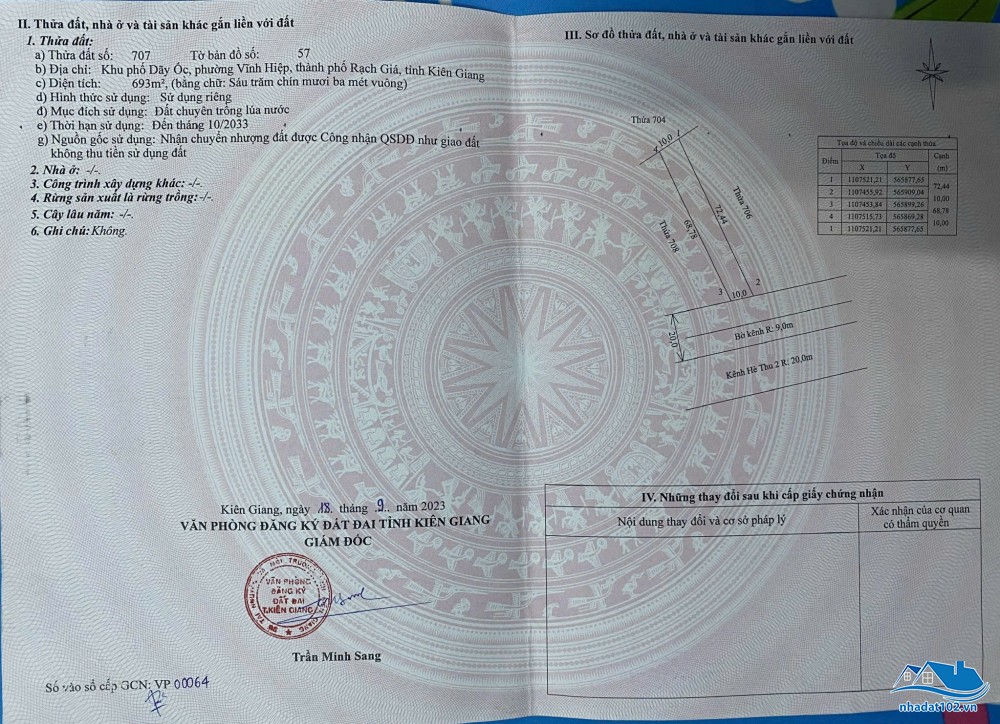 II. Thửa đất, nhà ở và tài sản khác gắn liền với đất
1. Thửa đất:
a) Thửa đất số: 707 Tờ bản đồ số: 57
b) Địa chỉ: Khu phố Dãy Ốc, phường Vĩnh Hiệp, thành phố Rạch Giá, tỉnh Kiên Giang
c) Diện tích: 693m², (bằng chữ: Sáu trăm chín mươi ba mét vuông)
d) Hình thức sử dụng: Sử dụng riêng
đ) Mục đích sử dụng: Đất chuyên trồng lúa nước
e) Thời hạn sử dụng: Đến tháng 10/2033
g) Nguồn gốc sử dụng: Nhận chuyển nhượng đất được Công nhận QSDĐ như giao đất
không thu tiền sử dụng đất
2. Nhà ở: -/-.
3. Công trình xây dựng khác: -/-.
4. Rừng sản xuất là rừng trồng: -/-.
5. Cây lâu năm: -/-.
6. Ghi chú: Không.
Kiên Giang, ngày 18. tháng 9.. năm 2023
VĂN PHÒNG ĐĂNG KÝ ĐẤT ĐAI TỈNH KIÊN GIANG
GIÁM ĐỐC
VĂN PHÒNG
ĐĂNG KÝ
ĐẤT ĐAI
T.KIÊN GIANG
Trần Minh Sang
Số vào sổ cấp GCN: VP 00064
III. Sơ đồ thửa đất, nhà ở và tài sản khác gắn liền với đất
Thửa 704
4 10,0 1
Thửa 706
72,44
68,78
Thửa 708
3 10,0 2
20,0
Bờ kênh R: 9,0m
Kênh Hè Thu 2 R: 20,0m
Tọa độ và chiều dài các cạnh thửa
Điểm Tọa độ Cạnh
X Y (m)
1 1107521,21 565877,65
72,44
2 1107455,92 565909,04
10,00
3 1107453,84 565899,26
68,78
4 1107515,73 565869,28
10,00
1 1107521,21 565877,65
IV. Những thay đổi sau khi cấp giấy chứng nhận
Nội dung thay đổi và cơ sở pháp lý
Xác nhận của cơ quan
có thẩm quyền
nhadat102.vn